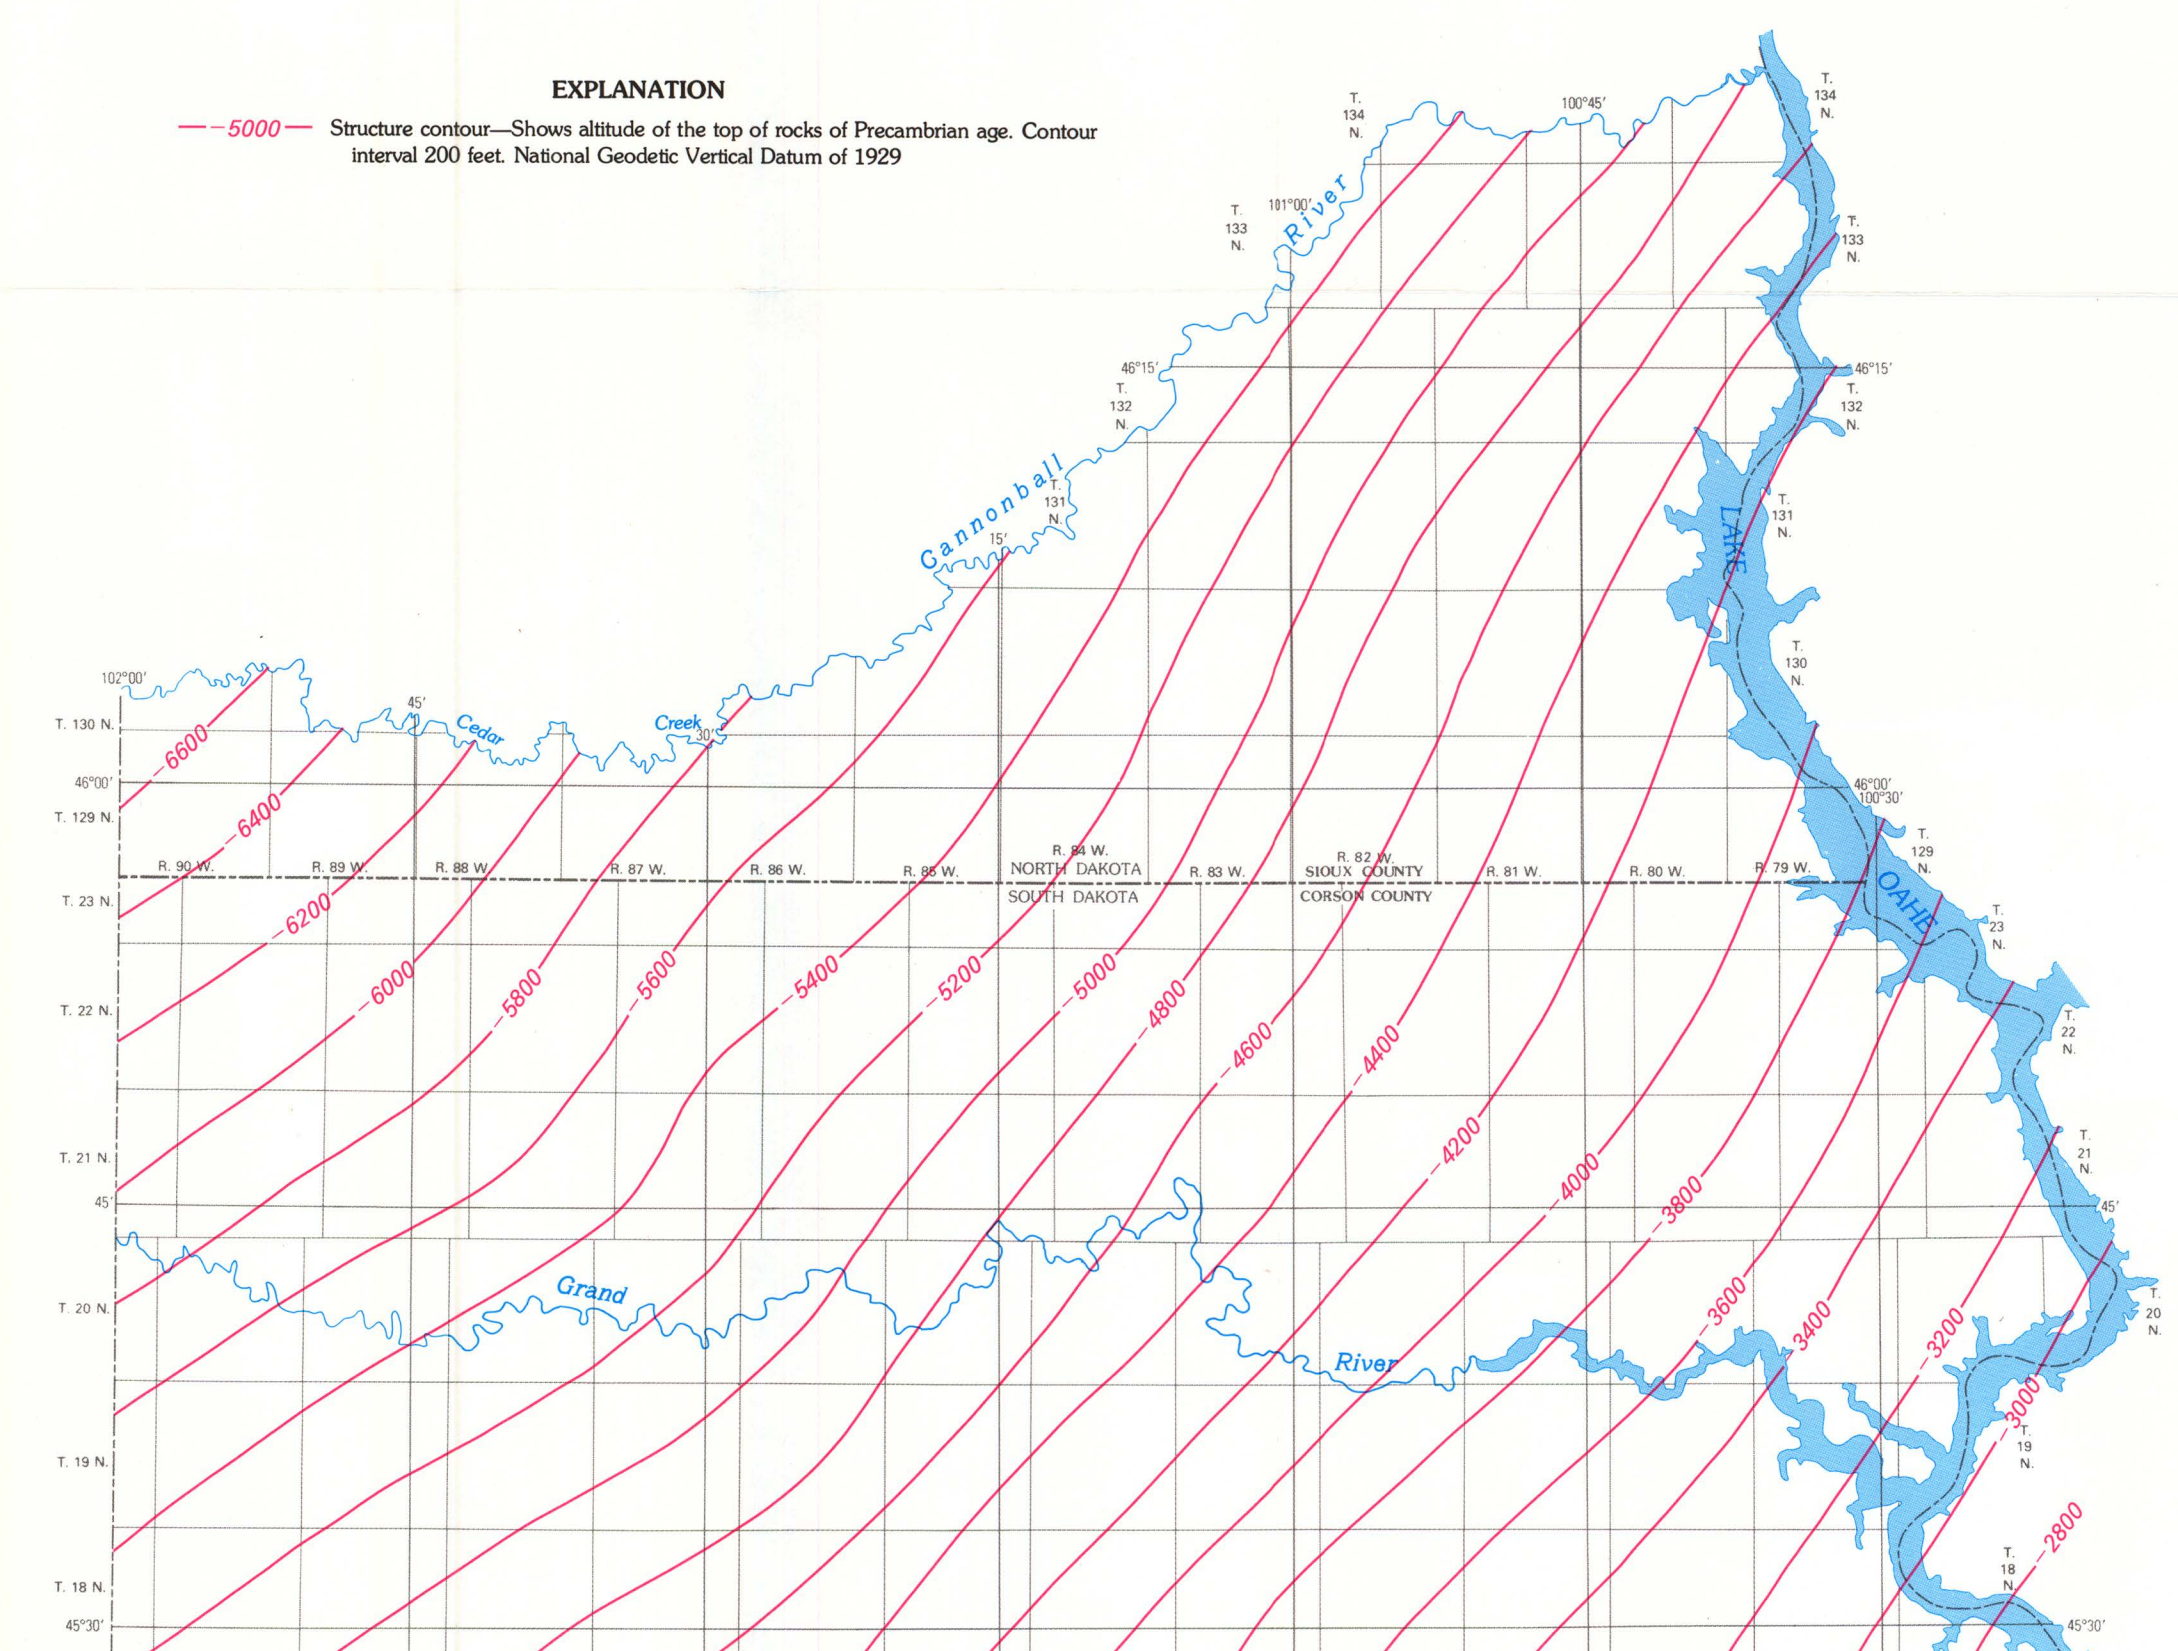 EXPLANATION
— –5000— Structure contour—Shows altitude of the top of rocks of Precambrian age. Contour
interval 200 feet. National Geodetic Vertical Datum of 1929
T.
134
N.
T.
134
N.
100°45′
T.
133
N.
101°00′
River
T.
133
N.
46°15′
46°15′
T.
132
N.
T.
132
N.
Cannonball
T.
131
N.
T.
131
N.
LAKE
15′
T.
130
N.
102°00′
45′
Cedar
Creek
30′
T. 130 N.
6600
46°00′
46°00′
100°30′
T. 129 N.
6400
T.
129
N.
R. 90 W.
R. 89 W.
R. 88 W.
R. 87 W.
R. 86 W.
R. 85 W.
R. 84 W.
R. 83 W.
R. 82 W.
R. 81 W.
R. 80 W.
R. 79 W.
NORTH DAKOTA
SIOUX COUNTY
SOUTH DAKOTA
CORSON COUNTY
OAHE
T. 23 N.
6200
T.
23
N.
6000
5800
5600
5400
5200
5000
4800
T. 22 N.
T.
22
N.
4600
4400
4200
4000
3800
T. 21 N.
T.
21
N.
45′
45′
Grand
T. 20 N.
T.
20
N.
3600
3400
3200
River
3000
T. 19 N.
T.
19
N.
2800
T. 18 N.
T.
18
N.
45°30′
45°30′